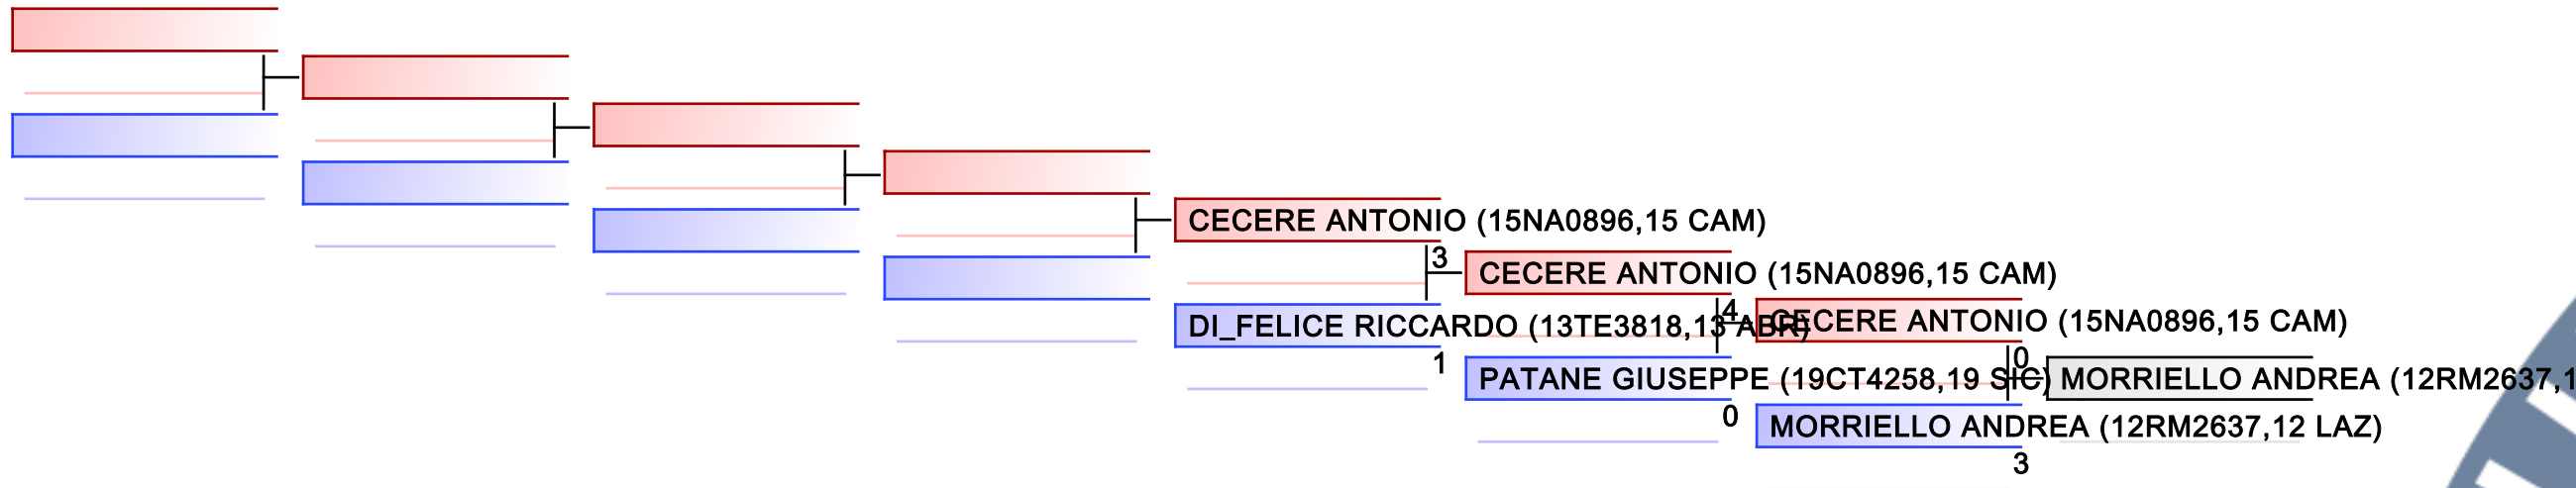 CECERE ANTONIO (15NA0896,15 CAM)
3
CECERE ANTONIO (15NA0896,15 CAM)
DI_FELICE RICCARDO (13TE3818,13 ABR)
1
4
CECERE ANTONIO (15NA0896,15 CAM)
PATANE GIUSEPPE (19CT4258,19 SIC)
0
0
MORRIELLO ANDREA (12RM2637,1
MORRIELLO ANDREA (12RM2637,12 LAZ)
3